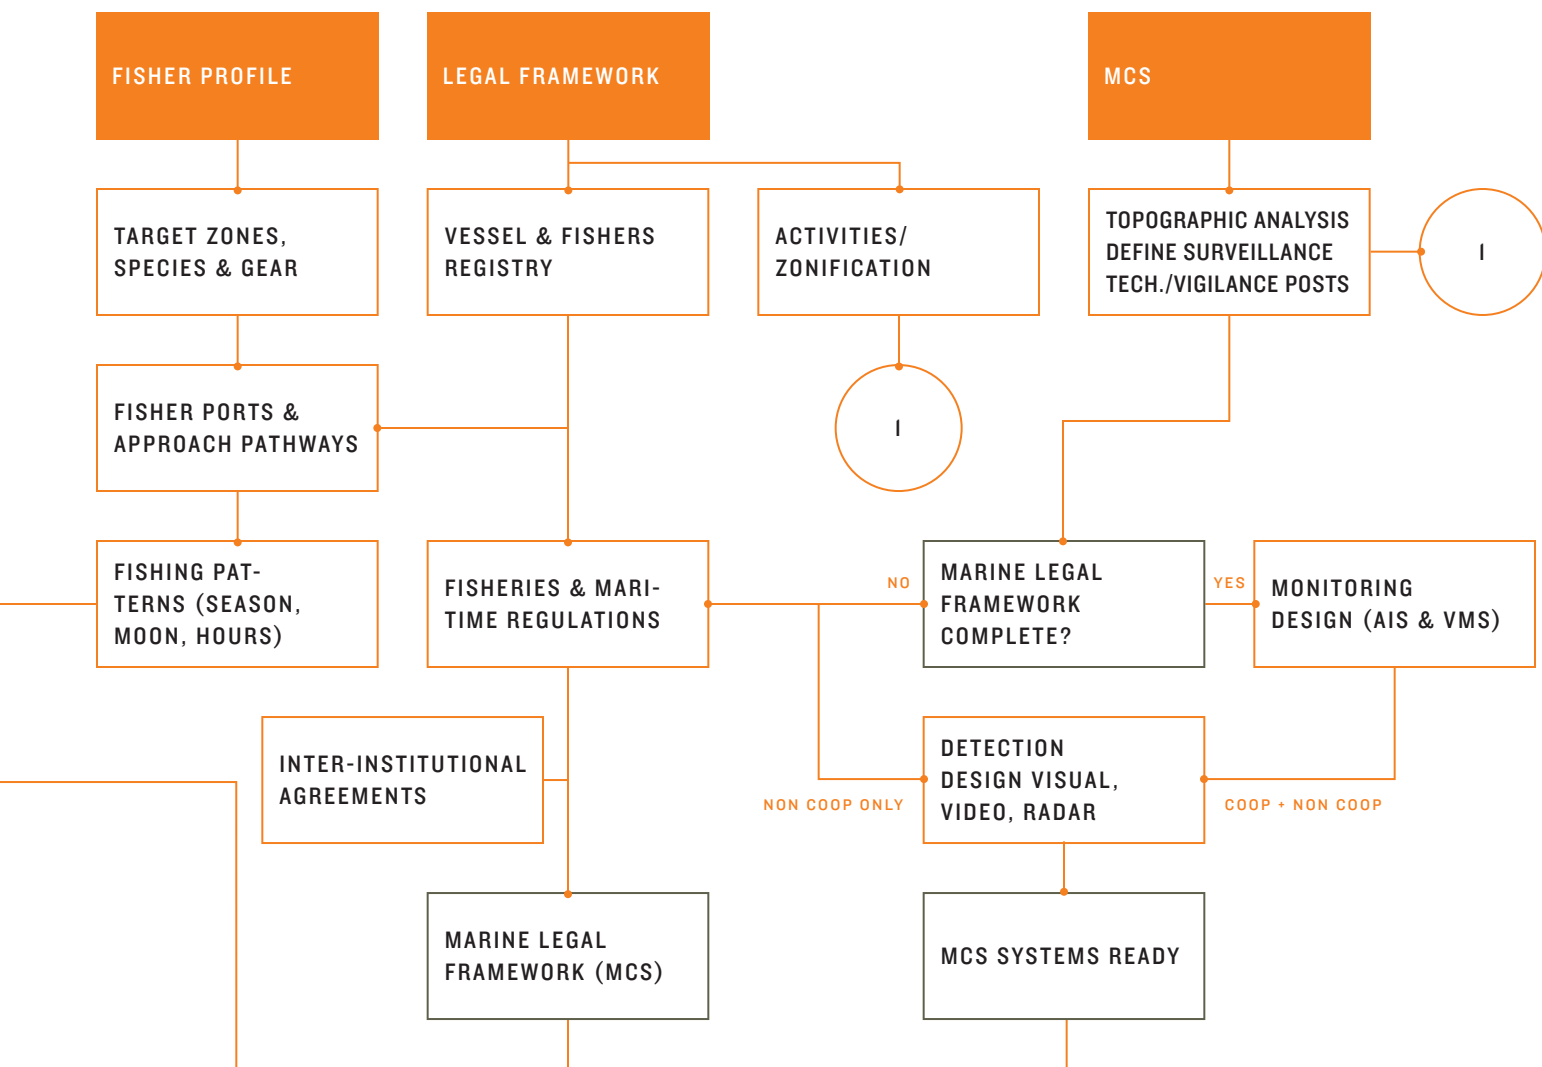 FISHER PROFILE
LEGAL FRAMEWORK
MCS
TARGET ZONES,
SPECIES & GEAR
VESSEL & FISHERS
REGISTRY
ACTIVITIES/
ZONIFICATION
TOPOGRAPHIC ANALYSIS
DEFINE SURVEILLANCE
TECH./VIGILANCE POSTS
1
FISHER PORTS &
APPROACH PATHWAYS
1
FISHING PAT-
TERNS (SEASON,
MOON, HOURS)
FISHERIES & MARI-
TIME REGULATIONS
NO
MARINE LEGAL
FRAMEWORK
COMPLETE?
YES
MONITORING
DESIGN (AIS & VMS)
INTER-INSTITUTIONAL
AGREEMENTS
NON COOP ONLY
DETECTION
DESIGN VISUAL,
VIDEO, RADAR
COOP + NON COOP
MARINE LEGAL
FRAMEWORK (MCS)
MCS SYSTEMS READY